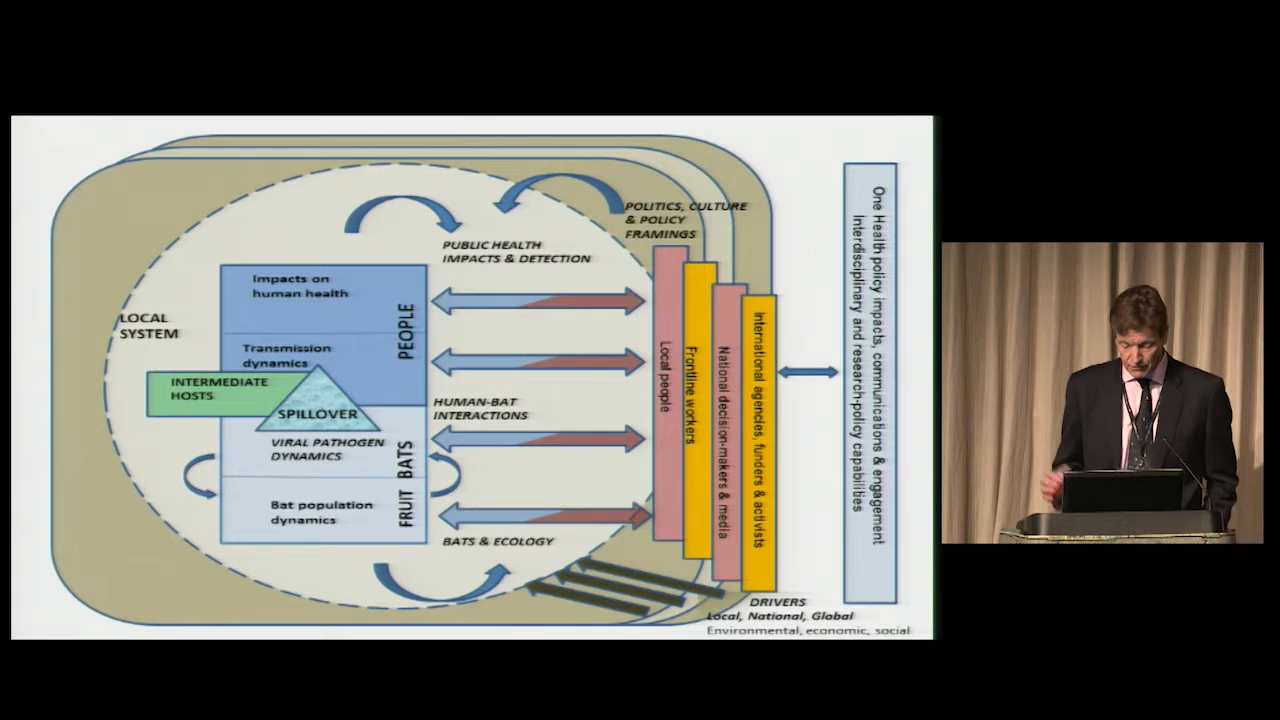 POLITICS, CULTURE
& POLICY
FRAMINGS
PUBLIC HEALTH
IMPACTS & DETECTION
Impacts on
human health
PEOPLE
LOCAL
SYSTEM
Transmission
dynamics
INTERMEDIATE
HOSTS
SPILLOVER
HUMAN-BAT
INTERACTIONS
VIRAL PATHOGEN
DYNAMICS
FRUIT BATS
Bat population
dynamics
BATS & ECOLOGY
Local people
Frontline workers
National decision-makers & media
International agencies, funders & activists
One Health policy impacts, communications & engagement
Interdisciplinary and research-policy capabilities
DRIVERS
Local, National, Global
Environmental, economic, social